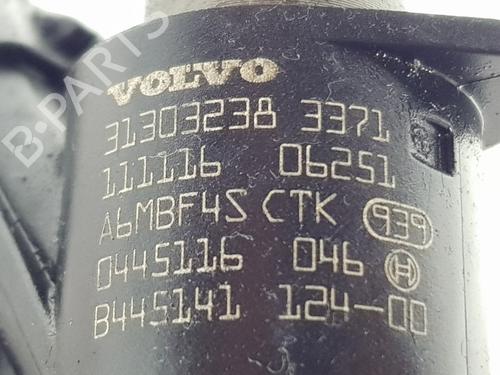 B-PARTS
VOLVO
31303238 3371
111116 06251
A6MBF4S CTK 939
0445116 046
B445141 124-00